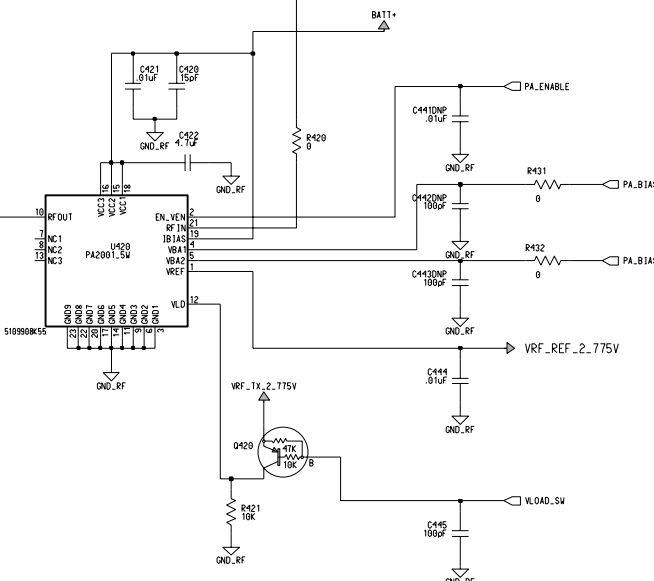 BATT+
C421
.01uF
C420
15pF
GND_RF
C422
4.7uF
GND_RF
R420
0
PA_ENABLE
C441DNP
.01uF
GND_RF
R431
0
PA_BIAS
C442DNP
100pF
GND_RF
R432
0
PA_BIAS
C443DNP
100pF
GND_RF
16
15
18
VCC3
VCC2
VCC1
10
RFOUT
7
NC1
8
NC2
13
NC3
U420
PA2001_5W
EN_VEN
2
RFIN
21
IBIAS
19
VBA1
4
VBA2
5
VREF
1
VLD
12
GND9
GND8
GND7
GND6
GND5
GND4
GND3
GND2
GND1
23
22
20
17
14
11
9
6
3
5109908K55
GND_RF
VRF_REF_2_775V
C444
.01uF
GND_RF
VRF_TX_2_775V
Q420
47K
10K
B
R421
10K
GND_RF
VLOAD_SW
C445
100pF
GND_RF